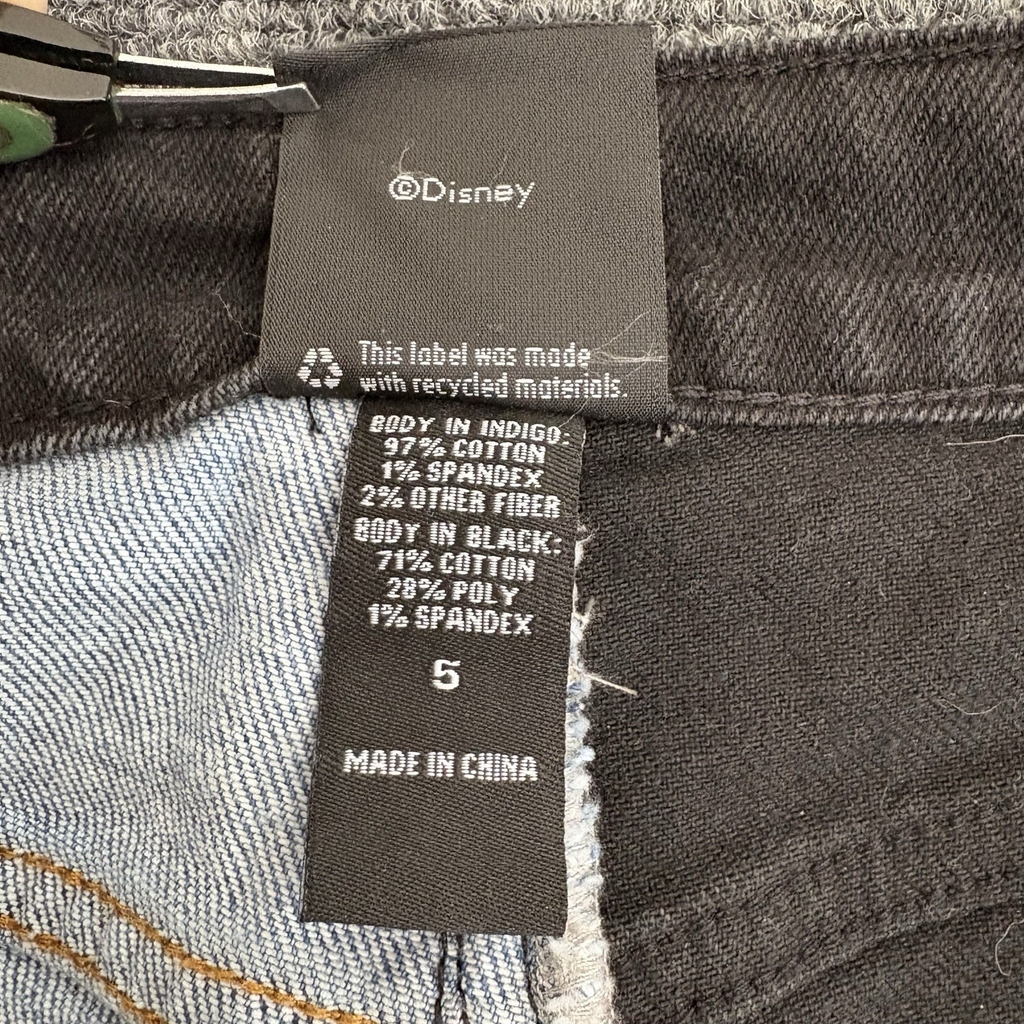 ©Disney
This label was made
with recycled materials.
BODY IN INDIGO:
97% COTTON
1% SPANDEX
2% OTHER FIBER
BODY IN BLACK:
71% COTTON
28% POLY
1% SPANDEX
5
MADE IN CHINA